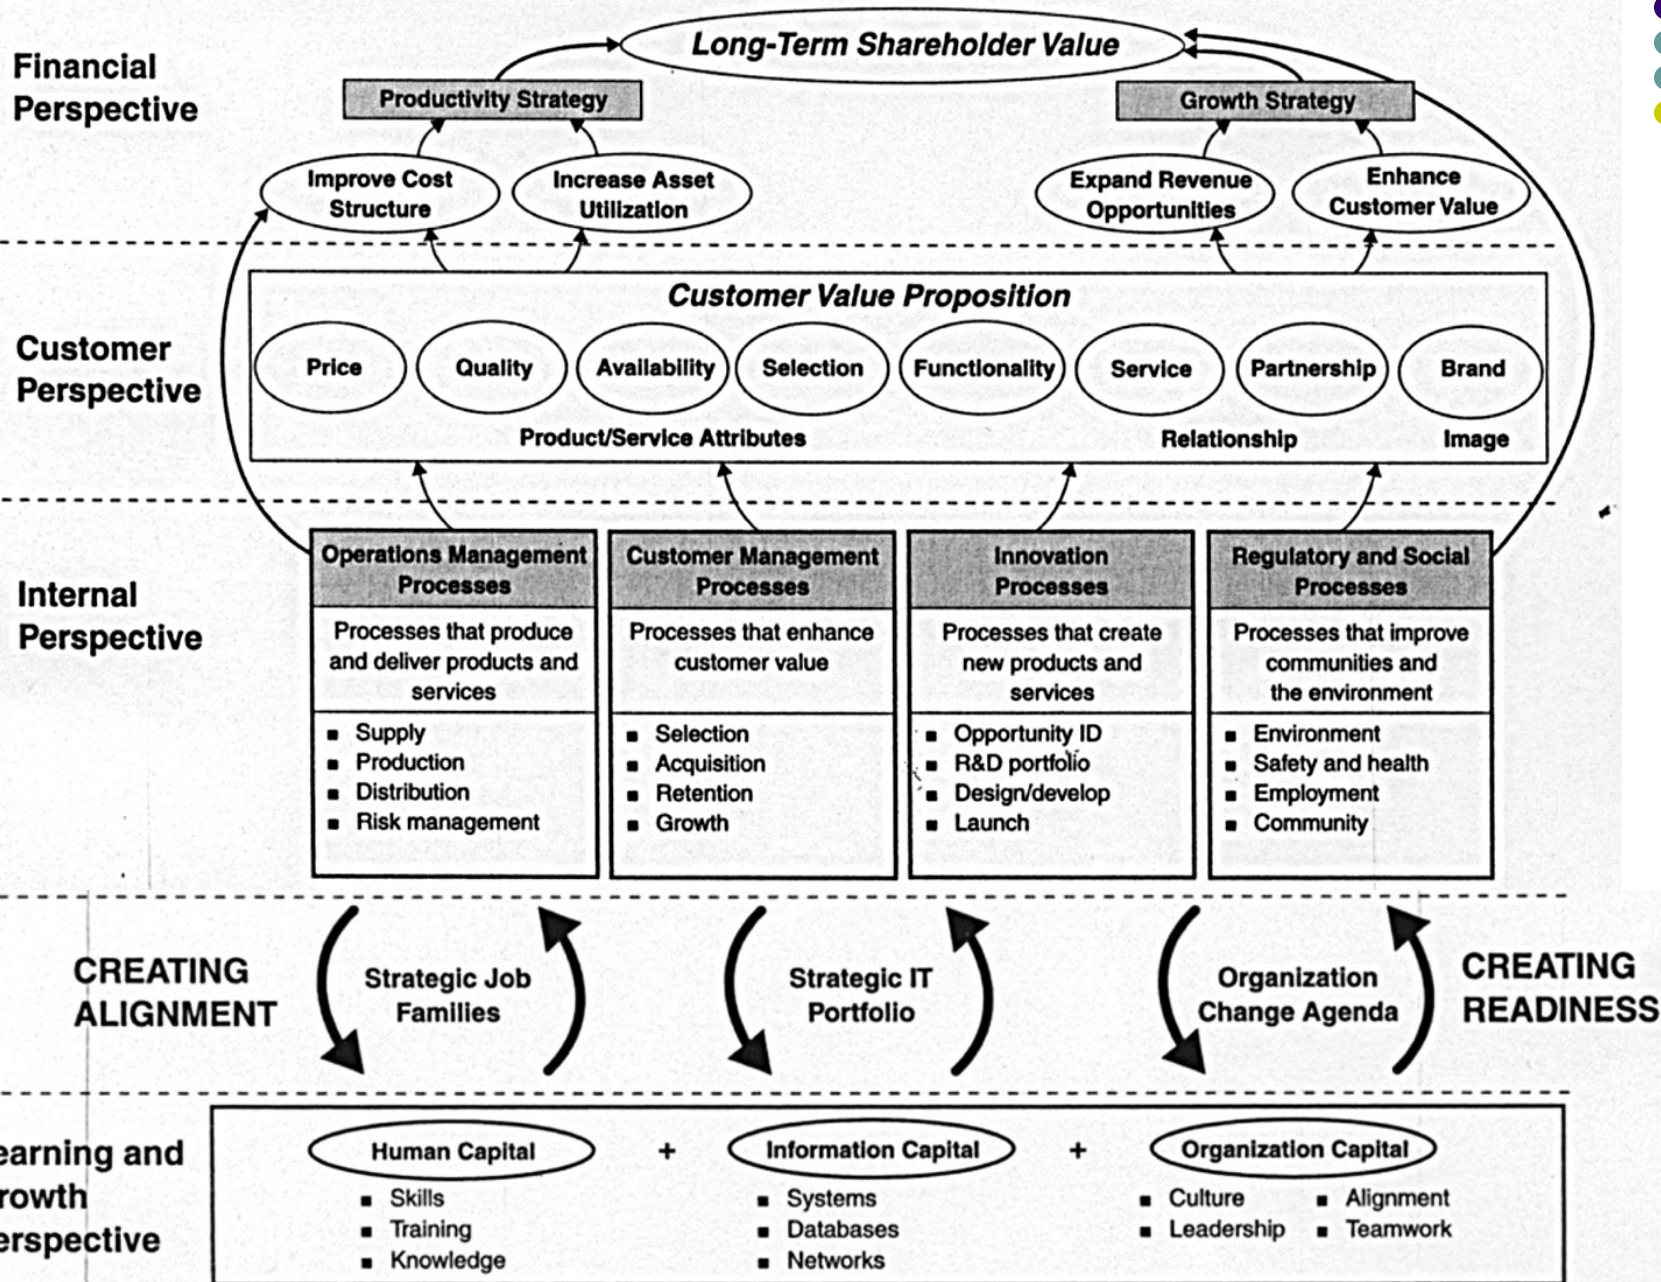 Long-Term Shareholder Value
Financial
Perspective
Productivity Strategy
Growth Strategy
Improve Cost
Structure
Increase Asset
Utilization
Expand Revenue
Opportunities
Enhance
Customer Value
Customer Value Proposition
Customer
Perspective
Price
Quality
Availability
Selection
Functionality
Service
Partnership
Brand
Product/Service Attributes
Relationship
Image
Internal
Perspective
Operations Management
Processes
Processes that produce
and deliver products and
services
▪ Supply
▪ Production
▪ Distribution
▪ Risk management
Customer Management
Processes
Processes that enhance
customer value
▪ Selection
▪ Acquisition
▪ Retention
▪ Growth
Innovation
Processes
Processes that create
new products and
services
▪ Opportunity ID
▪ R&D portfolio
▪ Design/develop
▪ Launch
Regulatory and Social
Processes
Processes that improve
communities and
the environment
▪ Environment
▪ Safety and health
▪ Employment
▪ Community
CREATING
ALIGNMENT
Strategic Job
Families
Strategic IT
Portfolio
Organization
Change Agenda
CREATING
READINESS
earning and
rowth
erspective
Human Capital
+
Information Capital
+
Organization Capital
▪ Skills
▪ Training
▪ Knowledge
▪ Systems
▪ Databases
▪ Networks
▪ Culture
▪ Leadership
▪ Alignment
▪ Teamwork